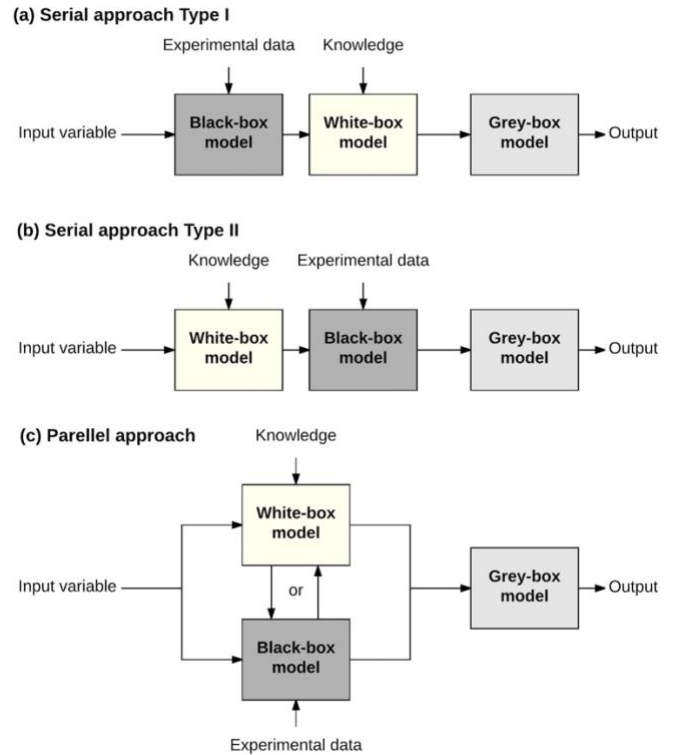 (a) Serial approach Type I
Experimental data
Knowledge
Input variable
Black-box
model
White-box
model
Grey-box
model
Output
(b) Serial approach Type II
Knowledge
Experimental data
Input variable
White-box
model
Black-box
model
Grey-box
model
Output
(c) Parellel approach
Knowledge
White-box
model
Input variable
or
Grey-box
model
Output
Black-box
model
Experimental data